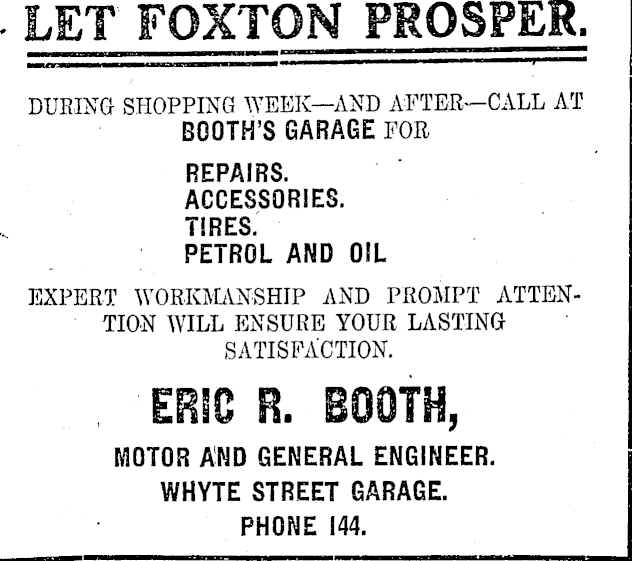 LET FOXTON PROSPER.
DURING SHOPPING WEEK—AND AFTER—CALL AT
BOOTH'S GARAGE FOR
REPAIRS.
ACCESSORIES.
TIRES.
PETROL AND OIL
EXPERT WORKMANSHIP AND PROMPT ATTEN-
TION WILL ENSURE YOUR LASTING
SATISFACTION.
ERIC R. BOOTH,
MOTOR AND GENERAL ENGINEER.
WHYTE STREET GARAGE.
PHONE 144.